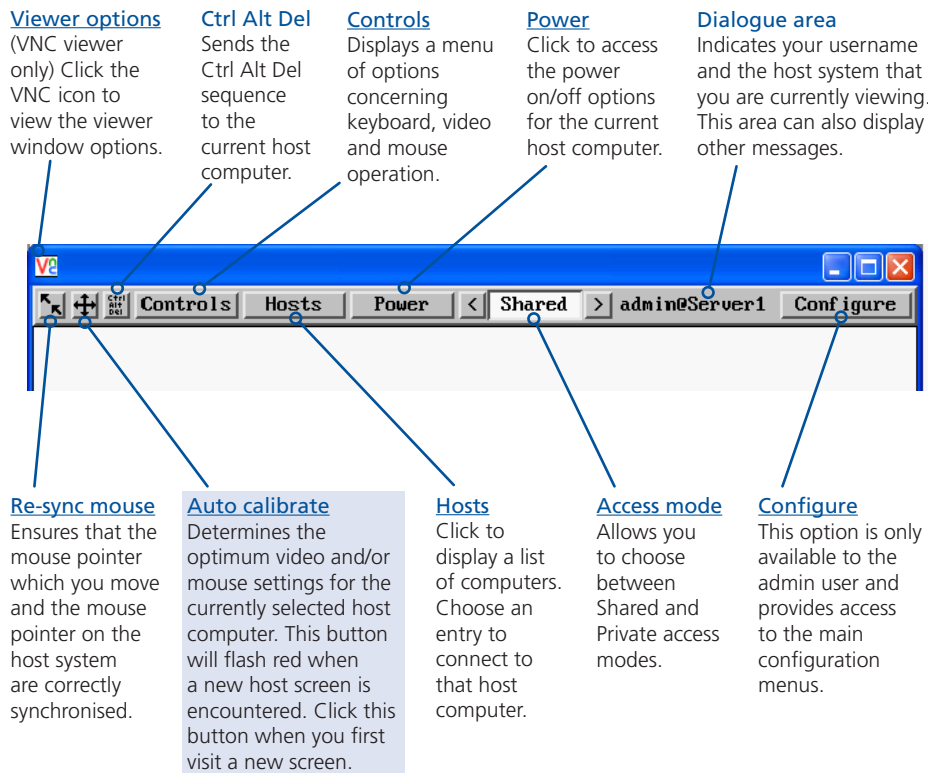 Viewer options
(VNC viewer
only) Click the
VNC icon to
view the viewer
window options.
Ctrl Alt Del
Sends the
Ctrl Alt Del
sequence
to the
current host
computer.
Controls
Displays a menu
of options
concerning
keyboard, video
and mouse
operation.
Power
Click to access
the power
on/off options
for the current
host computer.
Dialogue area
Indicates your username
and the host system that
you are currently viewing.
This area can also display
other messages.
Ctrl
Alt
Del
Controls
Hosts
Power
< Shared >
admin@Server1
Configure
Re-sync mouse
Ensures that the
mouse pointer
which you move
and the mouse
pointer on the
host system
are correctly
synchronised.
Auto calibrate
Determines the
optimum video and/or
mouse settings for the
currently selected host
computer. This button
will flash red when
a new host screen is
encountered. Click this
button when you first
visit a new screen.
Hosts
Click to
display a list
of computers.
Choose an
entry to
connect to
that host
computer.
Access mode
Allows you
to choose
between
Shared and
Private access
modes.
Configure
This option is only
available to the
admin user and
provides access
to the main
configuration
menus.